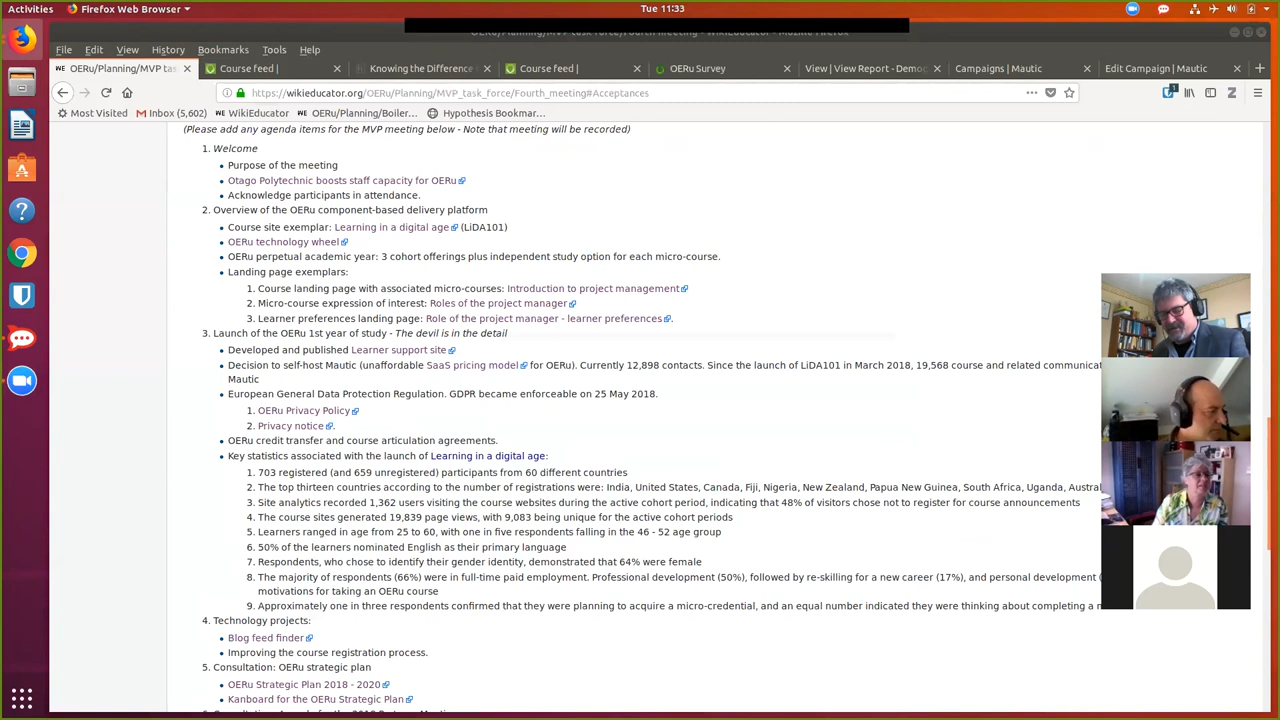 Activities Firefox Web Browser Tue 11:33
OERu/Planning/MVP task force/Fourth meeting - WikiEducator - Mozilla Firefox
File Edit View History Bookmarks Tools Help
WE OERu/Planning/MVP tas Course feed | Knowing the Difference Course feed | OERu Survey View | View Report - Demo Campaigns | Mautic Edit Campaign | Mautic
https://wikieducator.org/OERu/Planning/MVP_task_force/Fourth_meeting#Acceptances
Most Visited Inbox (5,602) WE WikiEducator WE OERu/Planning/Boiler... Hypothesis Bookmar...
(Please add any agenda items for the MVP meeting below - Note that meeting will be recorded)
1. Welcome
• Purpose of the meeting
• Otago Polytechnic boosts staff capacity for OERu
• Acknowledge participants in attendance.
2. Overview of the OERu component-based delivery platform
• Course site exemplar: Learning in a digital age (LiDA101)
• OERu technology wheel
• OERu perpetual academic year: 3 cohort offerings plus independent study option for each micro-course.
• Landing page exemplars:
1. Course landing page with associated micro-courses: Introduction to project management
2. Micro-course expression of interest: Roles of the project manager
3. Learner preferences landing page: Role of the project manager - learner preferences.
3. Launch of the OERu 1st year of study - The devil is in the detail
• Developed and published Learner support site
• Decision to self-host Mautic (unaffordable SaaS pricing model for OERu). Currently 12,898 contacts. Since the launch of LiDA101 in March 2018, 19,568 course and related communicat
Mautic
• European General Data Protection Regulation. GDPR became enforceable on 25 May 2018.
1. OERu Privacy Policy
2. Privacy notice.
• OERu credit transfer and course articulation agreements.
• Key statistics associated with the launch of Learning in a digital age:
1. 703 registered (and 659 unregistered) participants from 60 different countries
2. The top thirteen countries according to the number of registrations were: India, United States, Canada, Fiji, Nigeria, New Zealand, Papua New Guinea, South Africa, Uganda, Austral
3. Site analytics recorded 1,362 users visiting the course websites during the active cohort period, indicating that 48% of visitors chose not to register for course announcements
4. The course sites generated 19,839 page views, with 9,083 being unique for the active cohort periods
5. Learners ranged in age from 25 to 60, with one in five respondents falling in the 46 - 52 age group
6. 50% of the learners nominated English as their primary language
7. Respondents, who chose to identify their gender identity, demonstrated that 64% were female
8. The majority of respondents (66%) were in full-time paid employment. Professional development (50%), followed by re-skilling for a new career (17%), and personal development (
motivations for taking an OERu course
9. Approximately one in three respondents confirmed that they were planning to acquire a micro-credential, and an equal number indicated they were thinking about completing a m
4. Technology projects:
• Blog feed finder
• Improving the course registration process.
5. Consultation: OERu strategic plan
• OERu Strategic Plan 2018 - 2020
• Kanboard for the OERu Strategic Plan